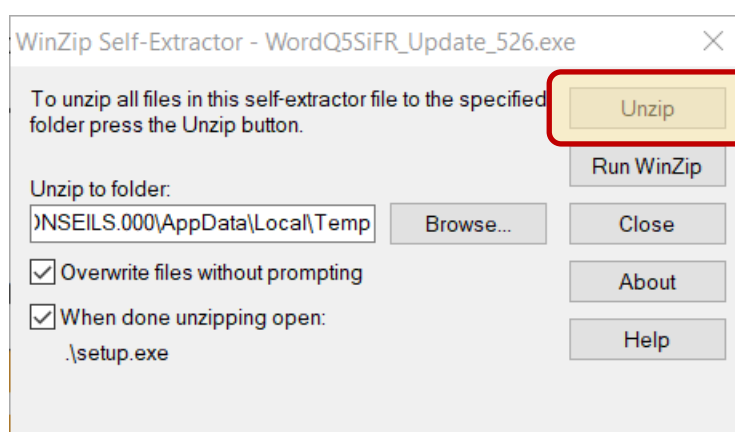 WinZip Self-Extractor - WordQ5SiFR_Update_526.exe
To unzip all files in this self-extractor file to the specified
folder press the Unzip button.
Unzip
Run WinZip
Unzip to folder:
ONSEILS.000\AppData\Local\Temp
Browse...
Close
Overwrite files without prompting
About
When done unzipping open:
.\setup.exe
Help